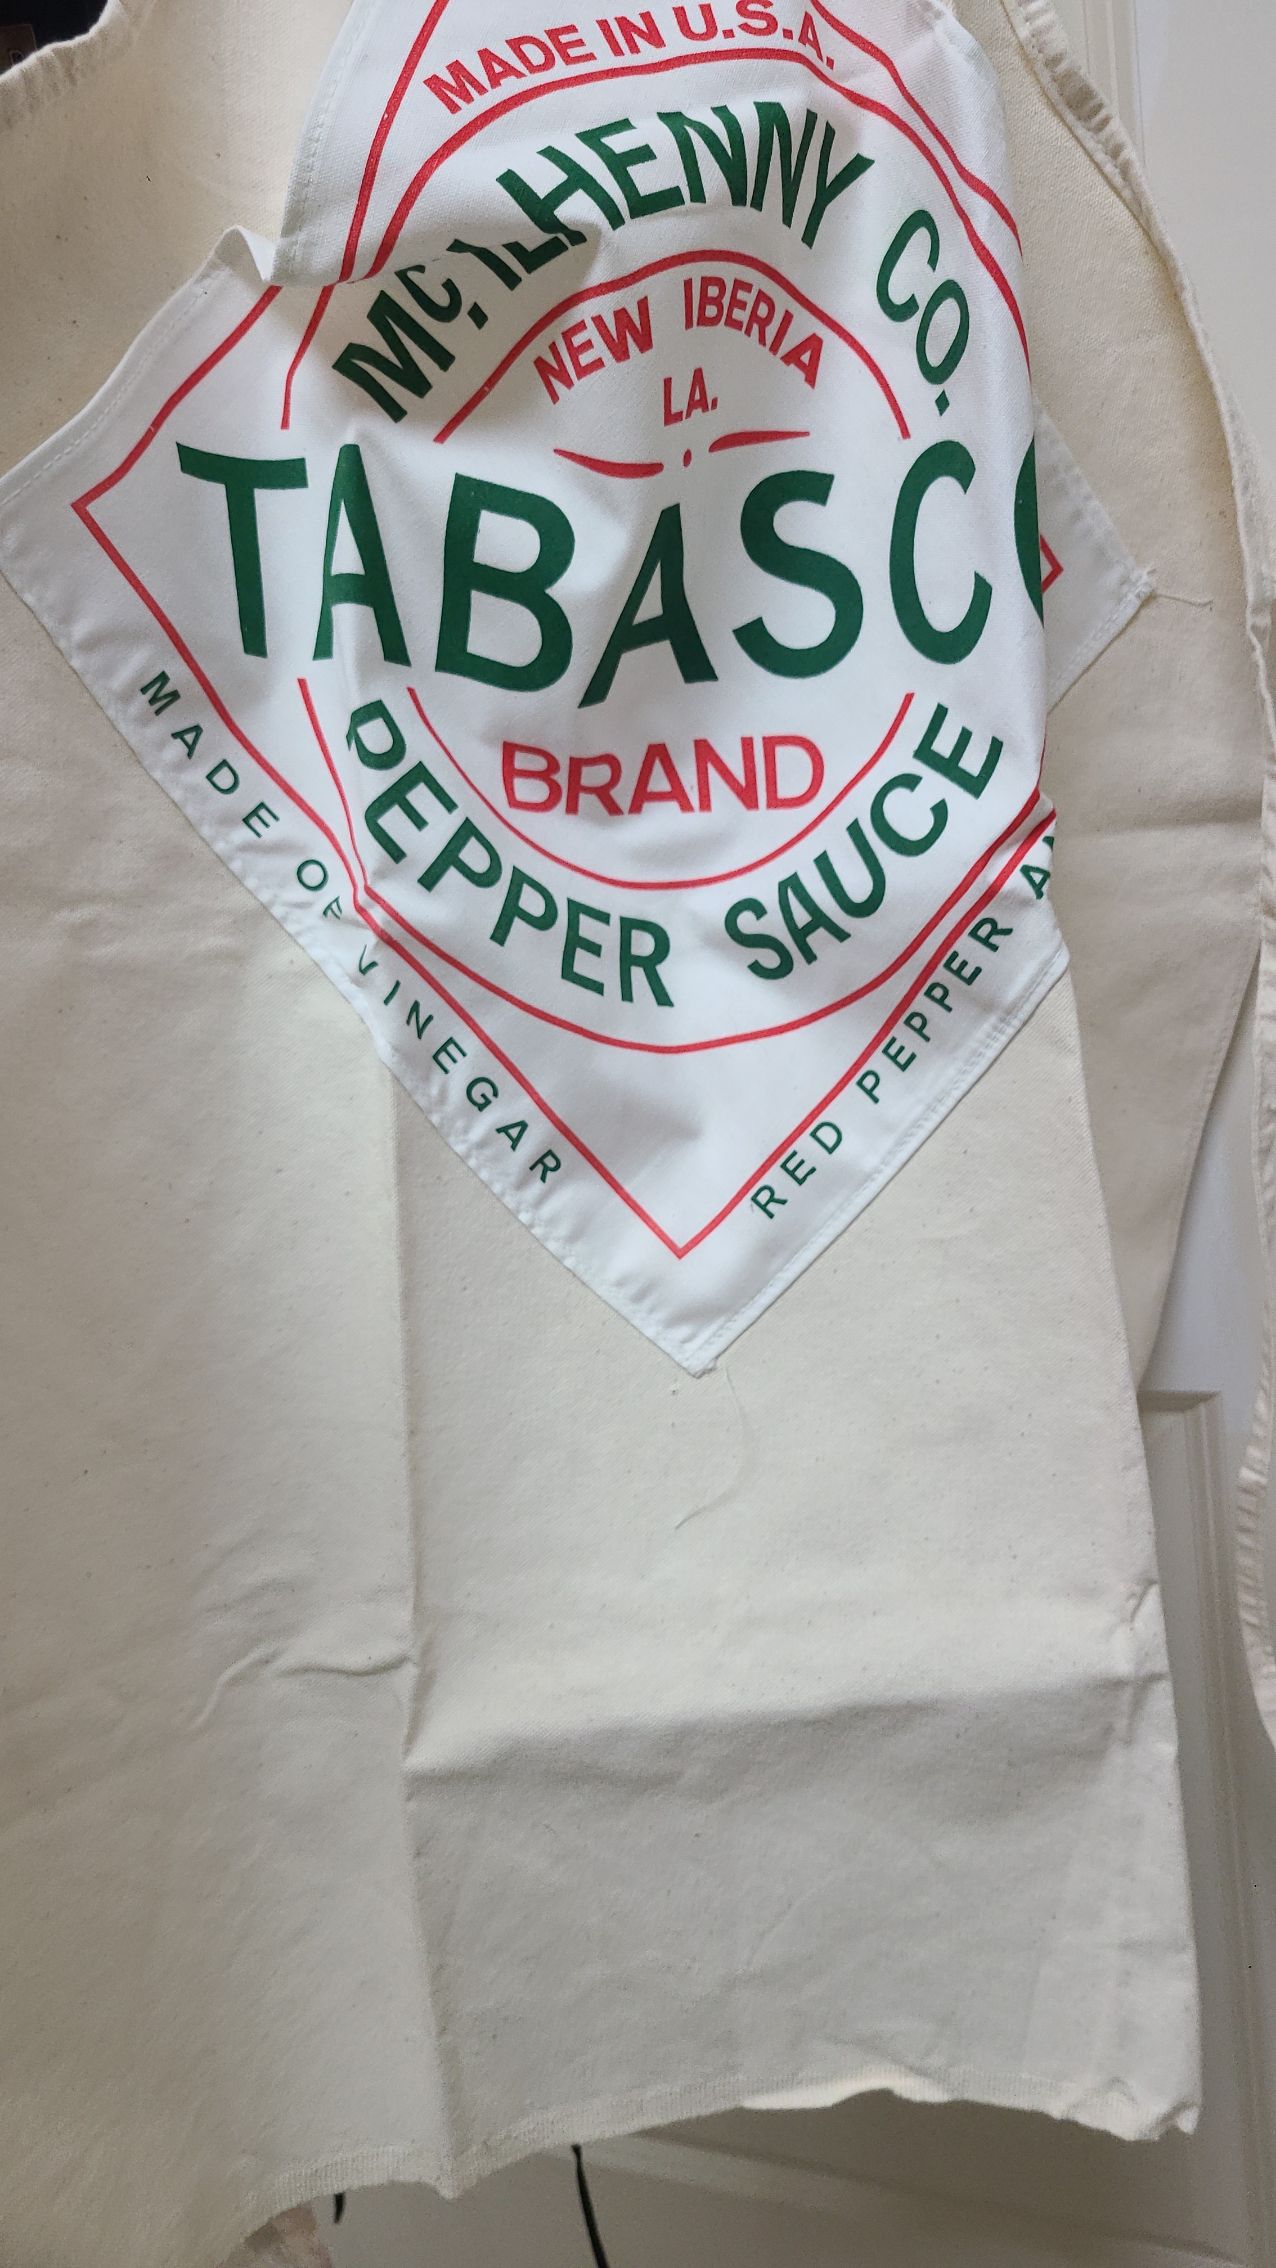 MADE IN U.S.A.
McILHENNY CO.
NEW IBERIA
LA.
TABASCO
BRAND
PEPPER SAUCE
MADE OF VINEGAR
RED PEPPER